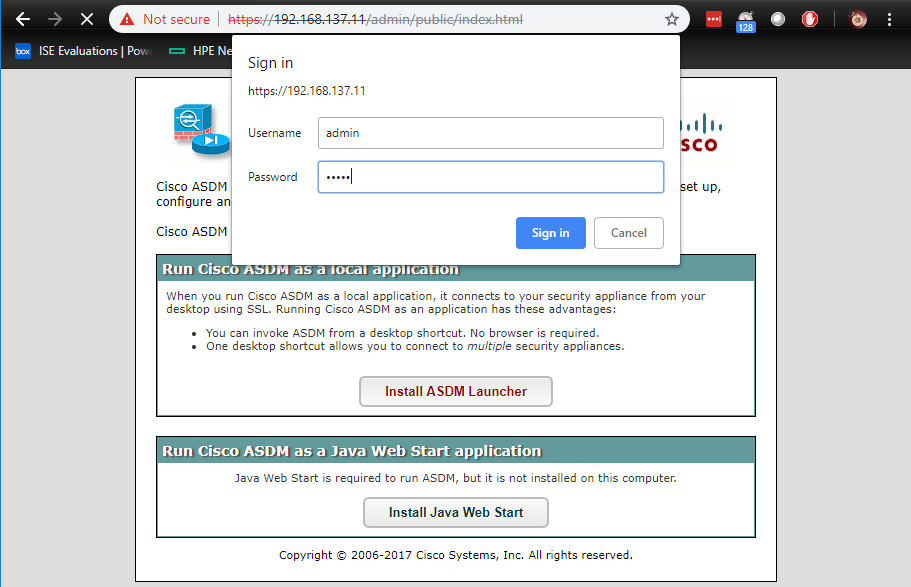 Not secure https://192.168.137.11/admin/public/index.html
128
box ISE Evaluations | Pow
HPE Ne
Sign in
https://192.168.137.11
Username admin
Password •••••
Sign in Cancel
Cisco ASDM set up,
configure an
Cisco ASDM
Run Cisco ASDM as a local application
When you run Cisco ASDM as a local application, it connects to your security appliance from your
desktop using SSL. Running Cisco ASDM as an application has these advantages:
• You can invoke ASDM from a desktop shortcut. No browser is required.
• One desktop shortcut allows you to connect to multiple security appliances.
Install ASDM Launcher
Run Cisco ASDM as a Java Web Start application
Java Web Start is required to run ASDM, but it is not installed on this computer.
Install Java Web Start
Copyright © 2006-2017 Cisco Systems, Inc. All rights reserved.